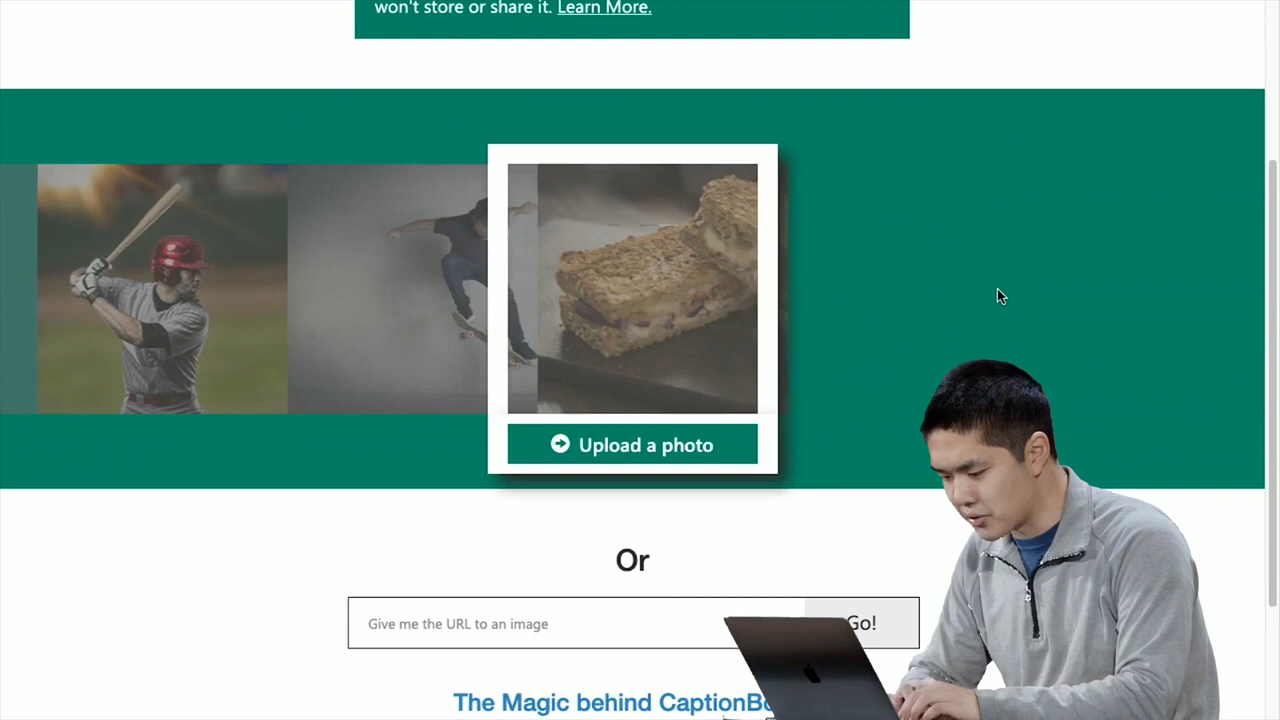 won't store or share it. Learn More.
Upload a photo
Or
Give me the URL to an image
Go!
The Magic behind